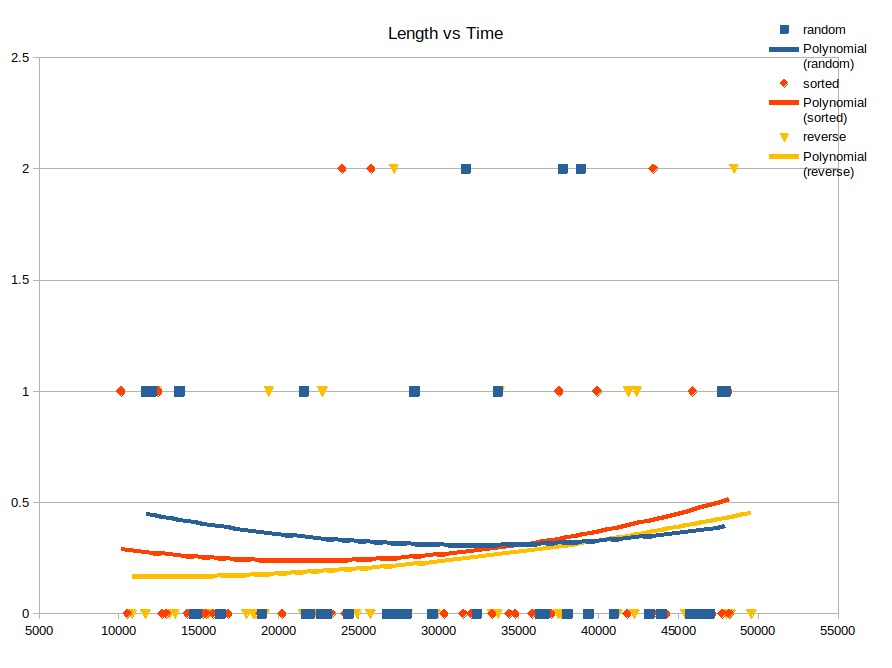 Length vs Time
random
Polynomial
(random)
sorted
Polynomial
(sorted)
reverse
Polynomial
(reverse)
2.5
2
1.5
1
0.5
0
5000 10000 15000 20000 25000 30000 35000 40000 45000 50000 55000